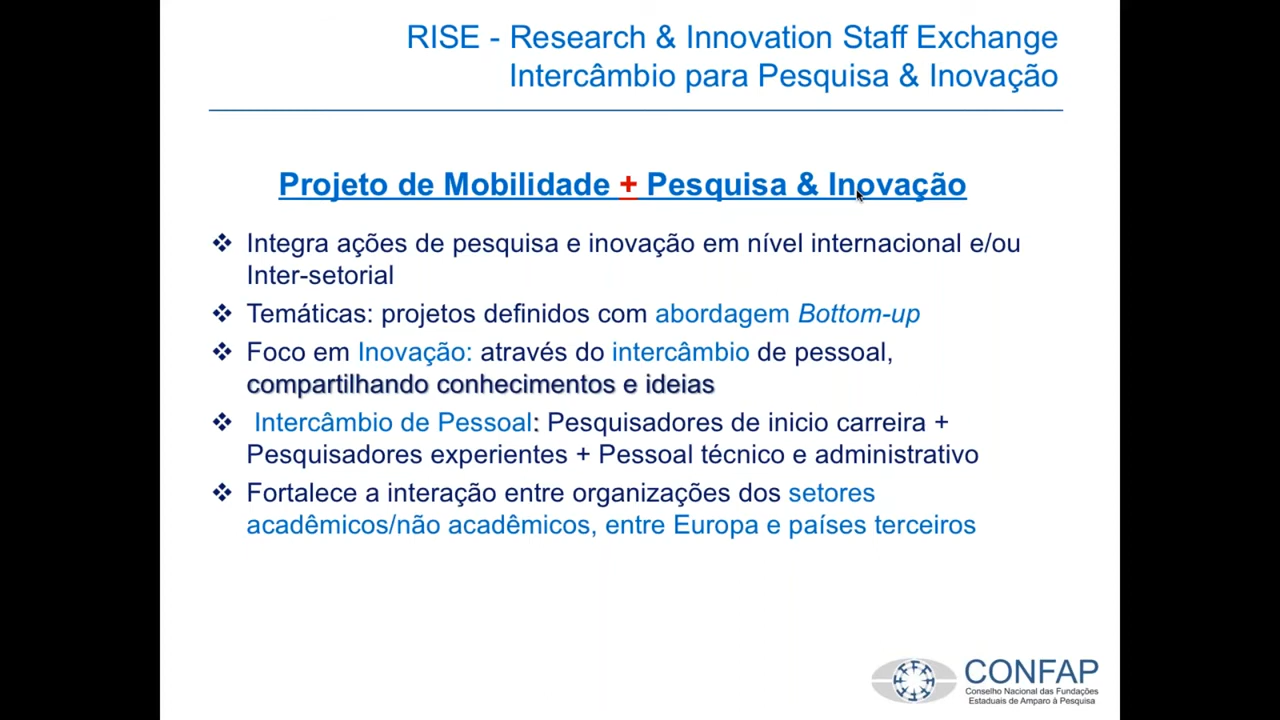 RISE - Research & Innovation Staff Exchange
Intercâmbio para Pesquisa & Inovação
Projeto de Mobilidade + Pesquisa & Inovação
❖ Integra ações de pesquisa e inovação em nível internacional e/ou
Inter-setorial
❖ Temáticas: projetos definidos com abordagem Bottom-up
❖ Foco em Inovação: através do intercâmbio de pessoal,
compartilhando conhecimentos e ideias
❖ Intercâmbio de Pessoal: Pesquisadores de inicio carreira +
Pesquisadores experientes + Pessoal técnico e administrativo
❖ Fortalece a interação entre organizações dos setores
acadêmicos/não acadêmicos, entre Europa e países terceiros
CONFAP
Conselho Nacional das Fundações
Estaduais de Amparo à Pesquisa